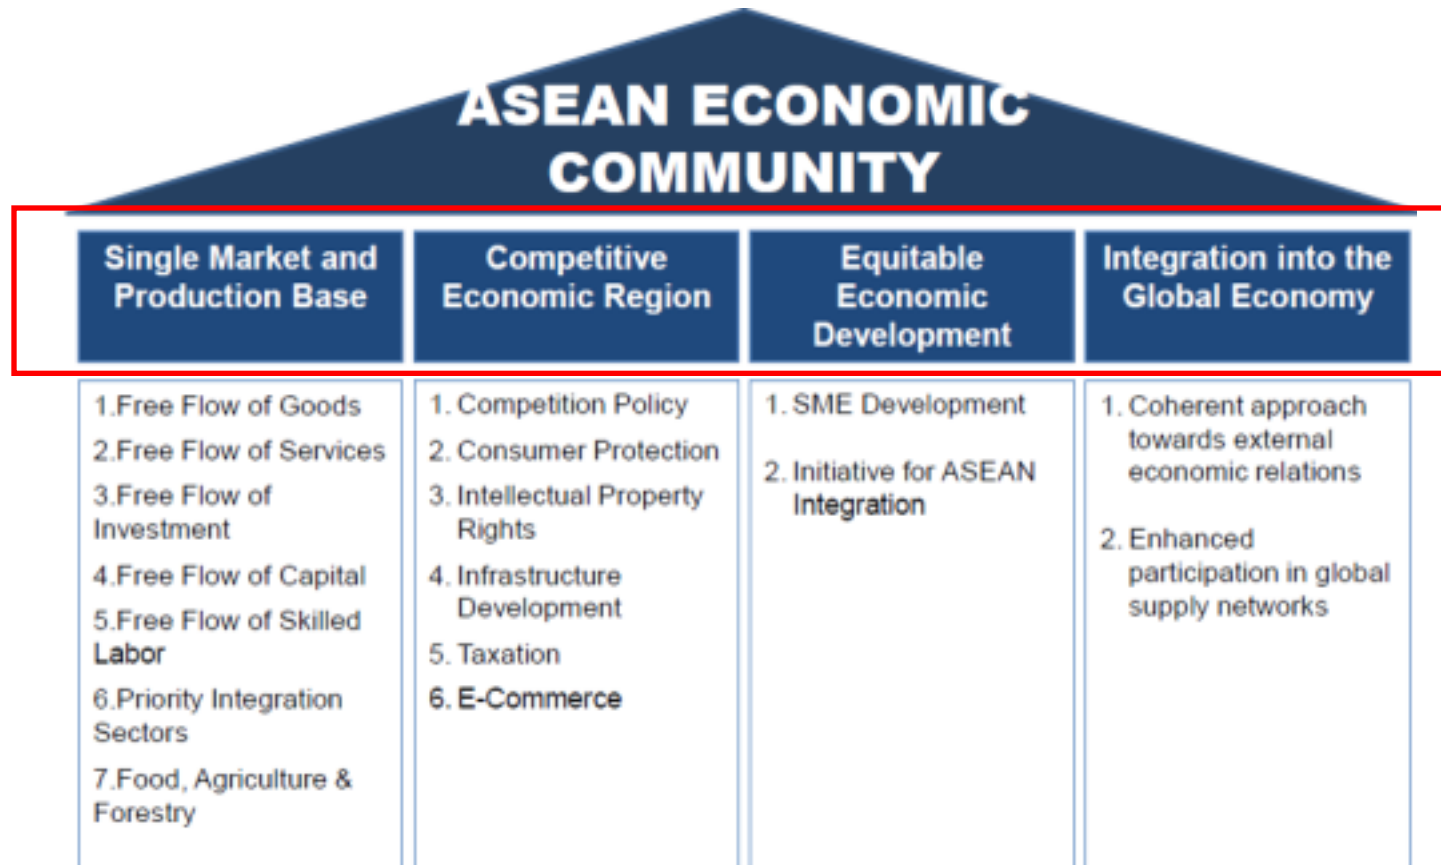 ASEAN ECONOMIC
COMMUNITY
Single Market and
Production Base
1.Free Flow of Goods
2.Free Flow of Services
3.Free Flow of
Investment
4.Free Flow of Capital
5.Free Flow of Skilled
Labor
6.Priority Integration
Sectors
7.Food, Agriculture &
Forestry
Competitive
Economic Region
1. Competition Policy
2. Consumer Protection
3. Intellectual Property
Rights
4. Infrastructure
Development
5. Taxation
6. E-Commerce
Equitable
Economic
Development
1. SME Development
2. Initiative for ASEAN
Integration
Integration into the
Global Economy
1. Coherent approach
towards external
economic relations
2. Enhanced
participation in global
supply networks